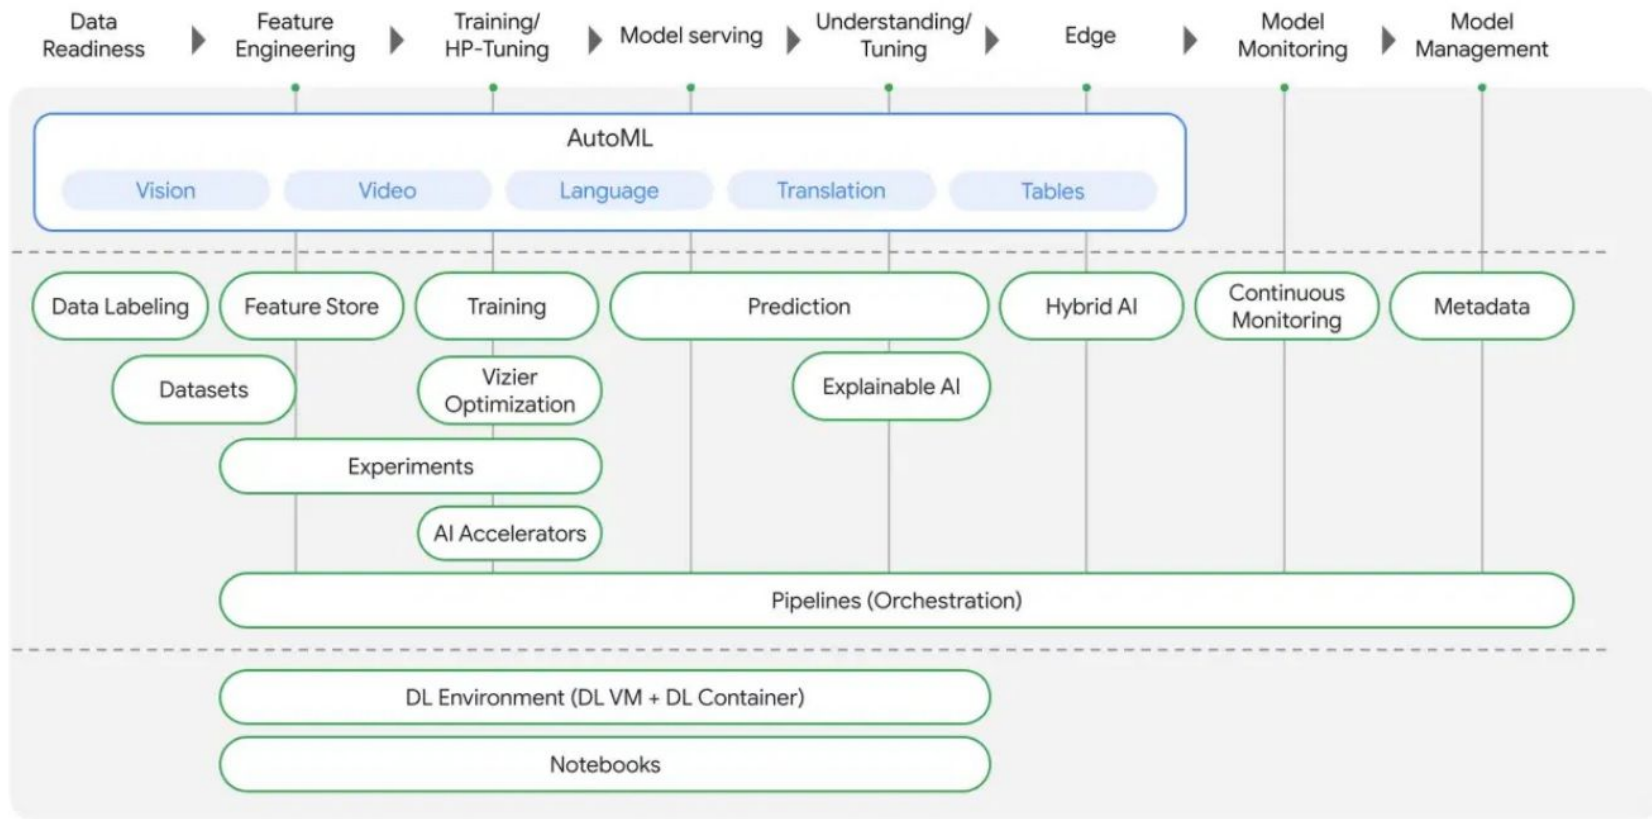 Data
Readiness
Feature
Engineering
Training/
HP-Tuning
Model serving
Understanding/
Tuning
Edge
Model
Monitoring
Model
Management
AutoML
Vision
Video
Language
Translation
Tables
Data Labeling
Feature Store
Training
Prediction
Hybrid AI
Continuous
Monitoring
Metadata
Datasets
Vizier
Optimization
Explainable AI
Experiments
AI Accelerators
Pipelines (Orchestration)
DL Environment (DL VM + DL Container)
Notebooks